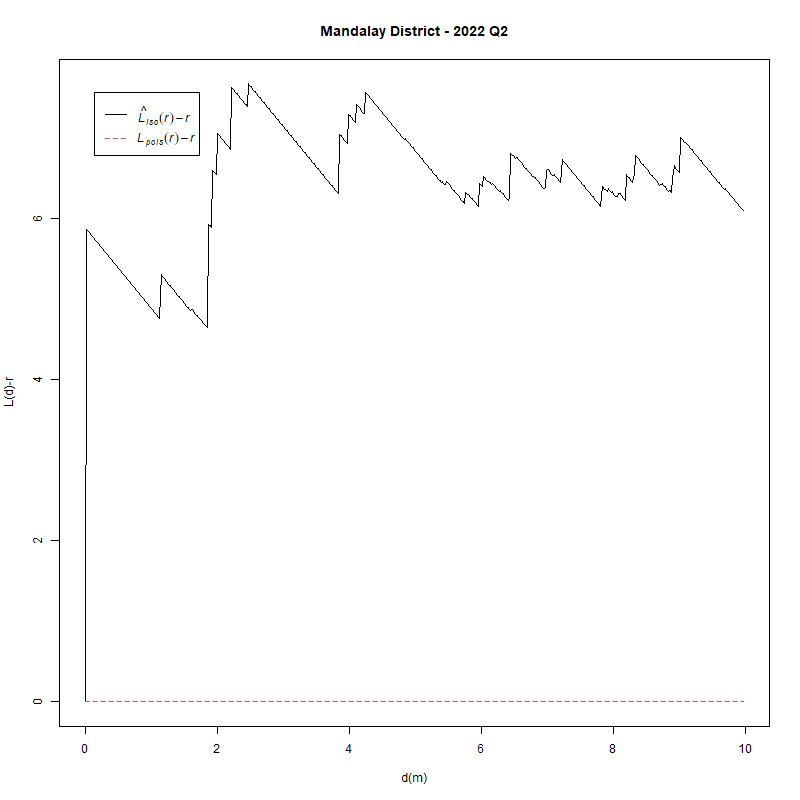 Mandalay District - 2022 Q2
L̂iso(r) − r
Lpois(r) − r
6
4
2
0
L(d)-r
0 2 4 6 8 10
d(m)